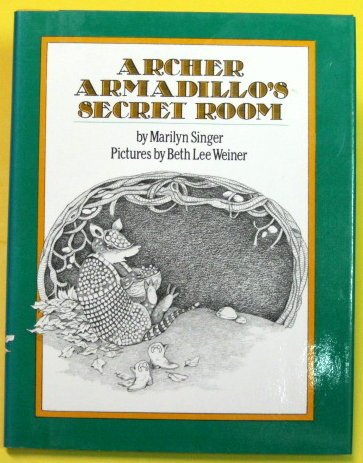 ARCHER
ARMADILLO'S
SECRET ROOM
by Marilyn Singer
Pictures by Beth Lee Weiner